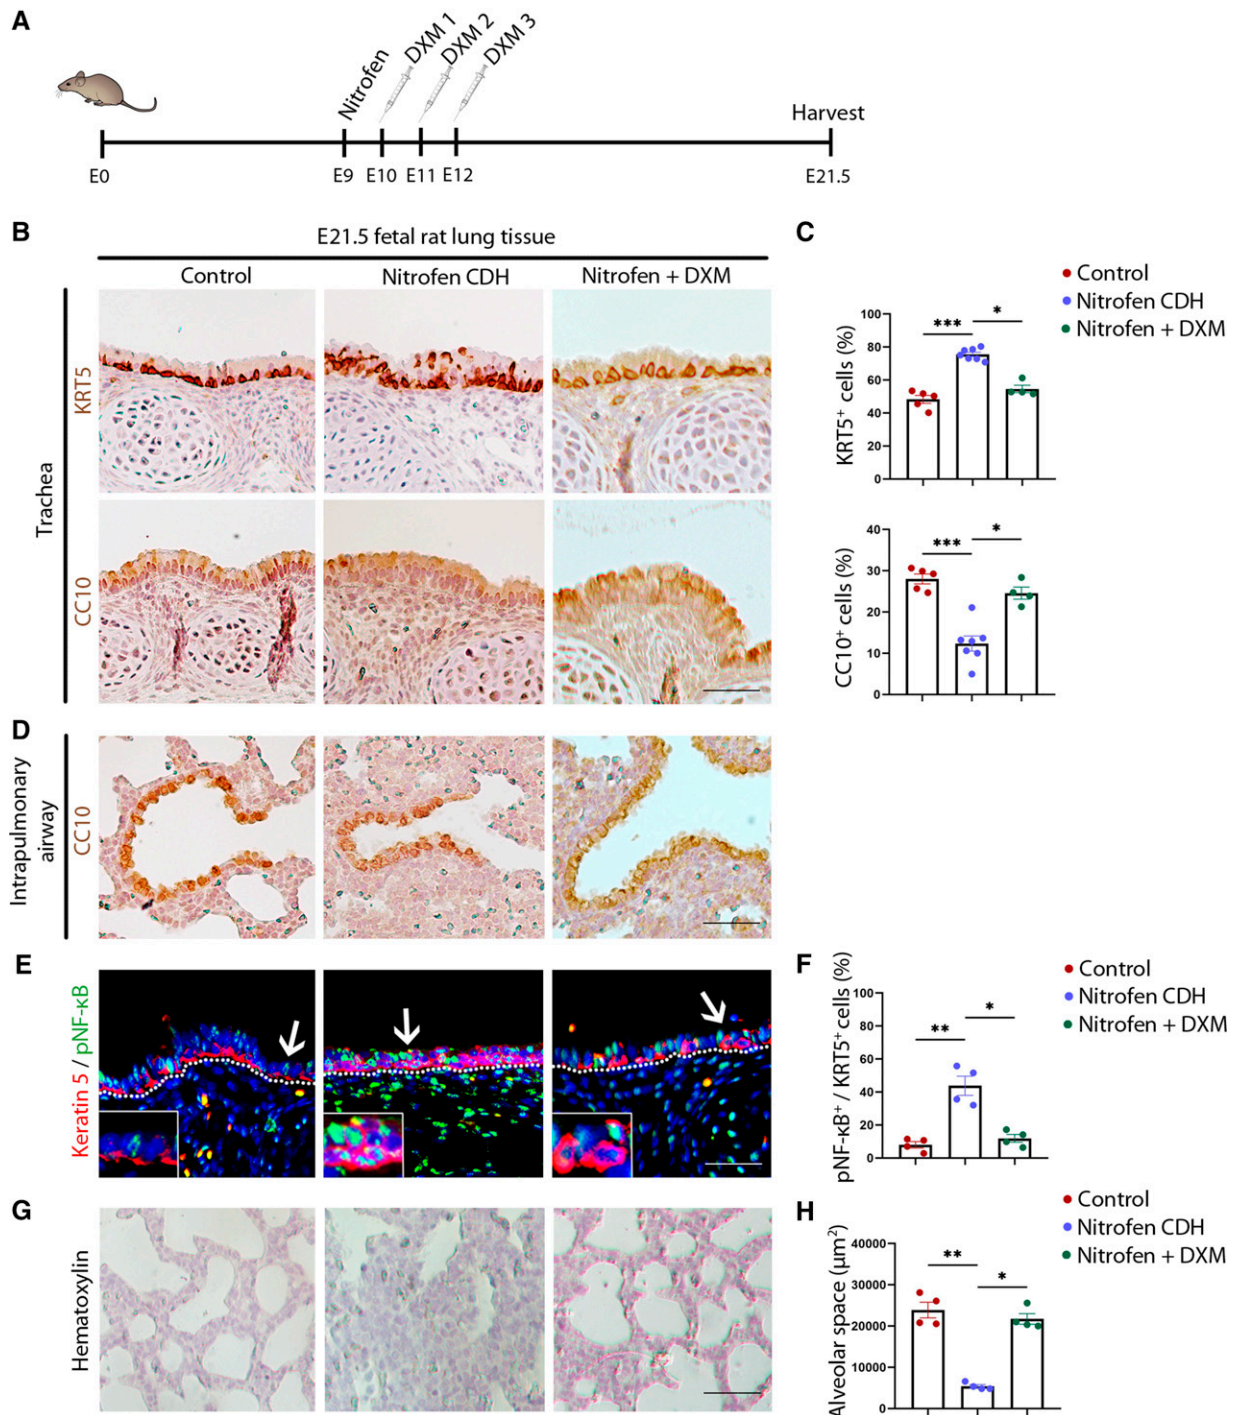 A
Nitrofen
DXM 1
DXM 2
DXM 3
Harvest
E0
E9
E10
E11
E12
E21.5
B
E21.5 fetal rat lung tissue
Control
Nitrofen CDH
Nitrofen + DXM
Trachea
KRT5
CC10
C
Control
Nitrofen CDH
Nitrofen + DXM
KRT5⁺ cells (%)
100
80
60
40
20
0
***
*
CC10⁺ cells (%)
40
30
20
10
0
***
*
D
Intrapulmonary
airway
CC10
E
Keratin 5 / pNF-κB
F
Control
Nitrofen CDH
Nitrofen + DXM
pNF-κB⁺ / KRT5⁺ cells (%)
100
80
60
40
20
0
**
*
G
Hematoxylin
H
Control
Nitrofen CDH
Nitrofen + DXM
Alveolar space (μm²)
40000
30000
20000
10000
0
**
*